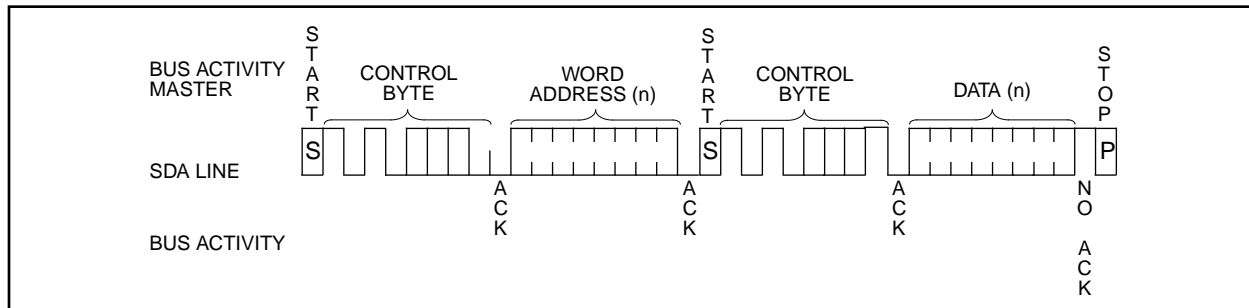 START
BUS ACTIVITY
MASTER
CONTROL
BYTE
WORD
ADDRESS (n)
START
CONTROL
BYTE
DATA (n)
STOP
SDA LINE
S
S
P
ACK
ACK
ACK
NO ACK
BUS ACTIVITY